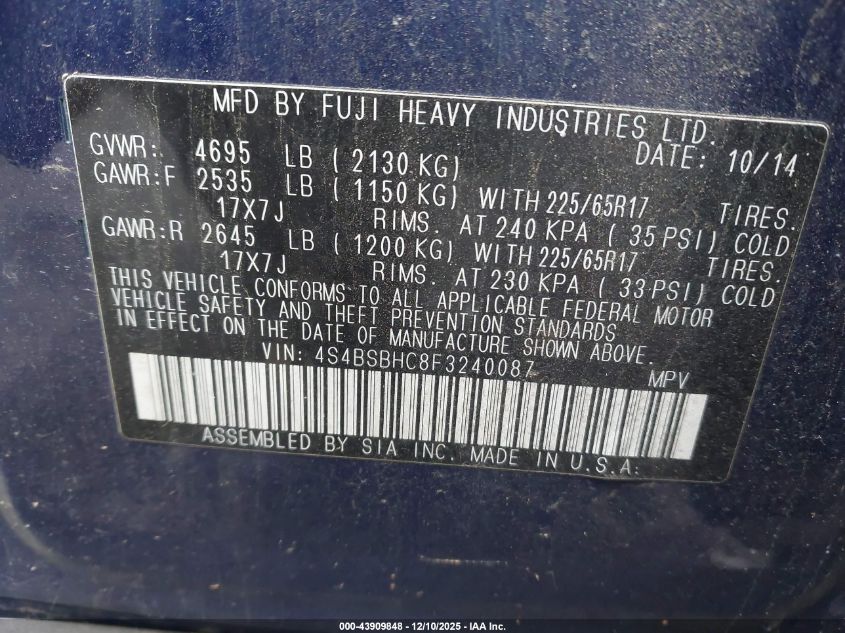 MFD BY FUJI HEAVY INDUSTRIES LTD.
GVWR: 4695 LB (2130 KG) DATE: 10/14
GAWR:F 2535 LB (1150 KG) WITH 225/65R17 TIRES.
17X7J RIMS. AT 240 KPA (35 PSI) COLD
GAWR:R 2645 LB (1200 KG) WITH 225/65R17 TIRES.
17X7J RIMS. AT 230 KPA (33 PSI) COLD
THIS VEHICLE CONFORMS TO ALL APPLICABLE FEDERAL MOTOR
VEHICLE SAFETY AND THEFT PREVENTION STANDARDS
IN EFFECT ON THE DATE OF MANUFACTURE SHOWN ABOVE.
VIN: 4S4BSBHC8F3240087 MPV
ASSEMBLED BY SIA INC. MADE IN U.S.A.
000-43909848 - 12/10/2025 - IAA Inc.